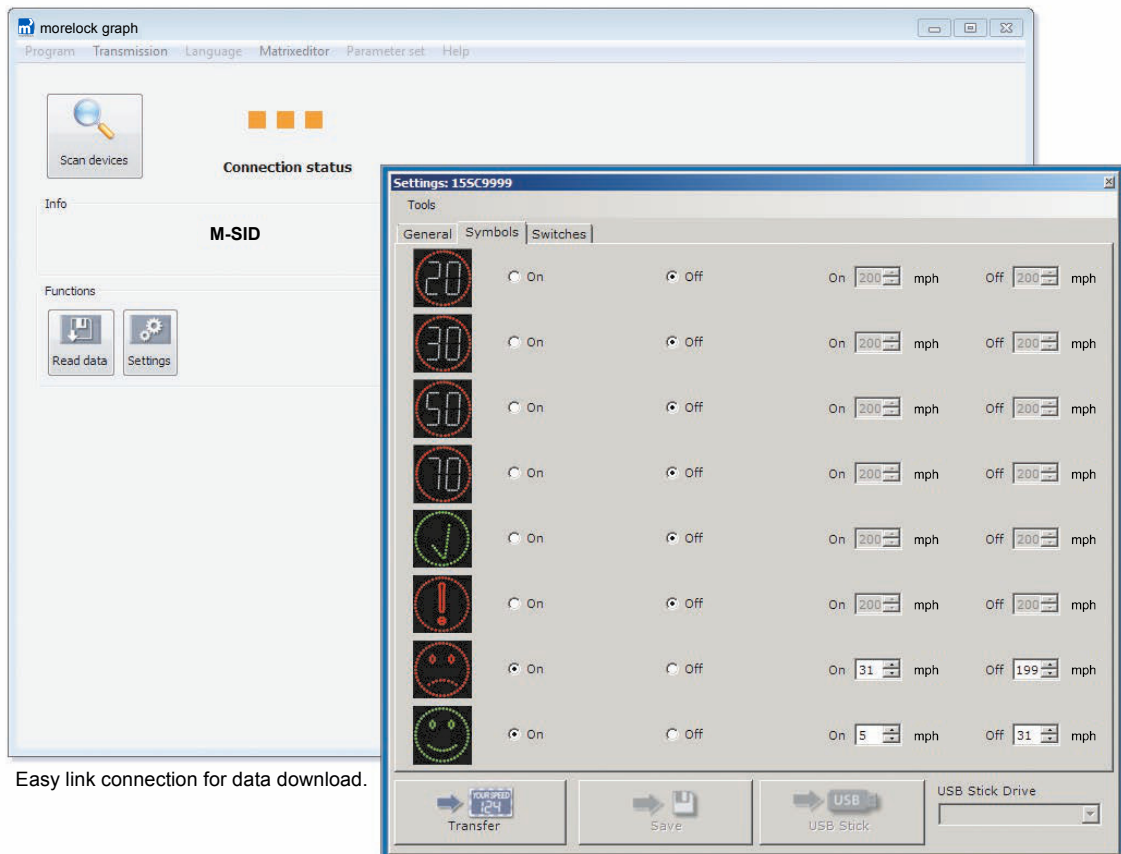 morelock graph
Program Transmission Language Matrixeditor Parameter set Help
Scan devices
Connection status
Info
M-SID
Functions
Read data Settings
Easy link connection for data download.
Settings: 15SC9999
Tools
General Symbols Switches
20 On Off On 200 mph Off 200 mph
30 On Off On 200 mph Off 200 mph
50 On Off On 200 mph Off 200 mph
70 On Off On 200 mph Off 200 mph
On Off On 200 mph Off 200 mph
! On Off On 200 mph Off 200 mph
On Off On 31 mph Off 199 mph
On Off On 5 mph Off 31 mph
YOUR SPEED
124
Transfer
Save
USB
USB Stick
USB Stick Drive